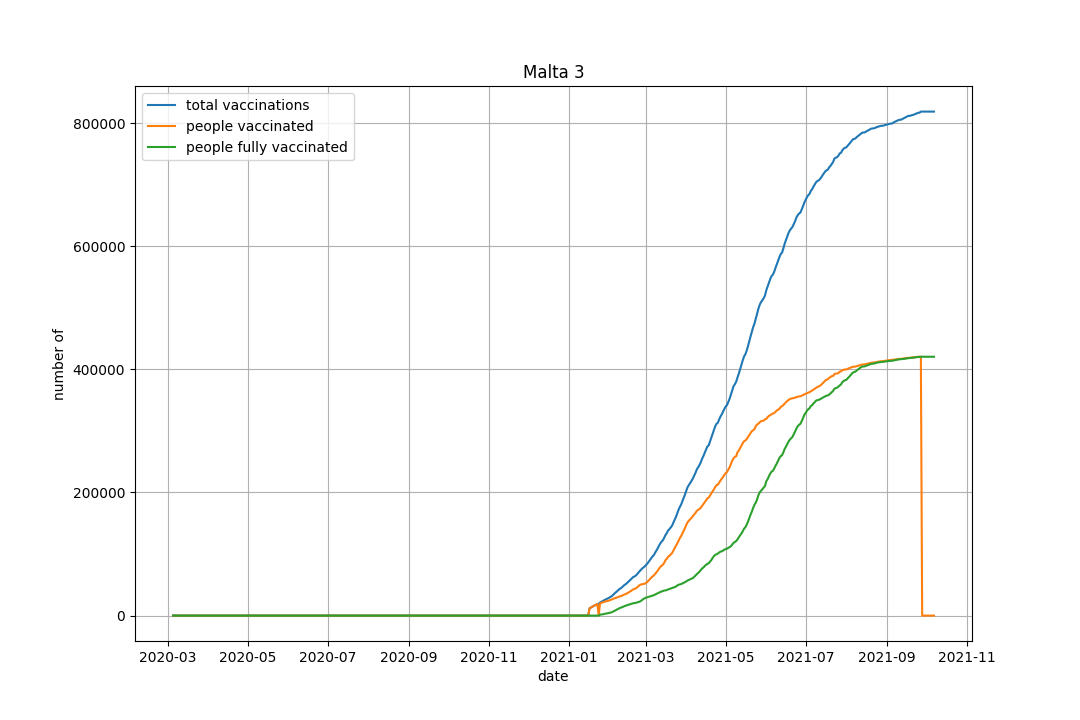 Malta 3
total vaccinations
people vaccinated
people fully vaccinated
800000
600000
400000
200000
0
number of
2020-03 2020-05 2020-07 2020-09 2020-11 2021-01 2021-03 2021-05 2021-07 2021-09 2021-11
date